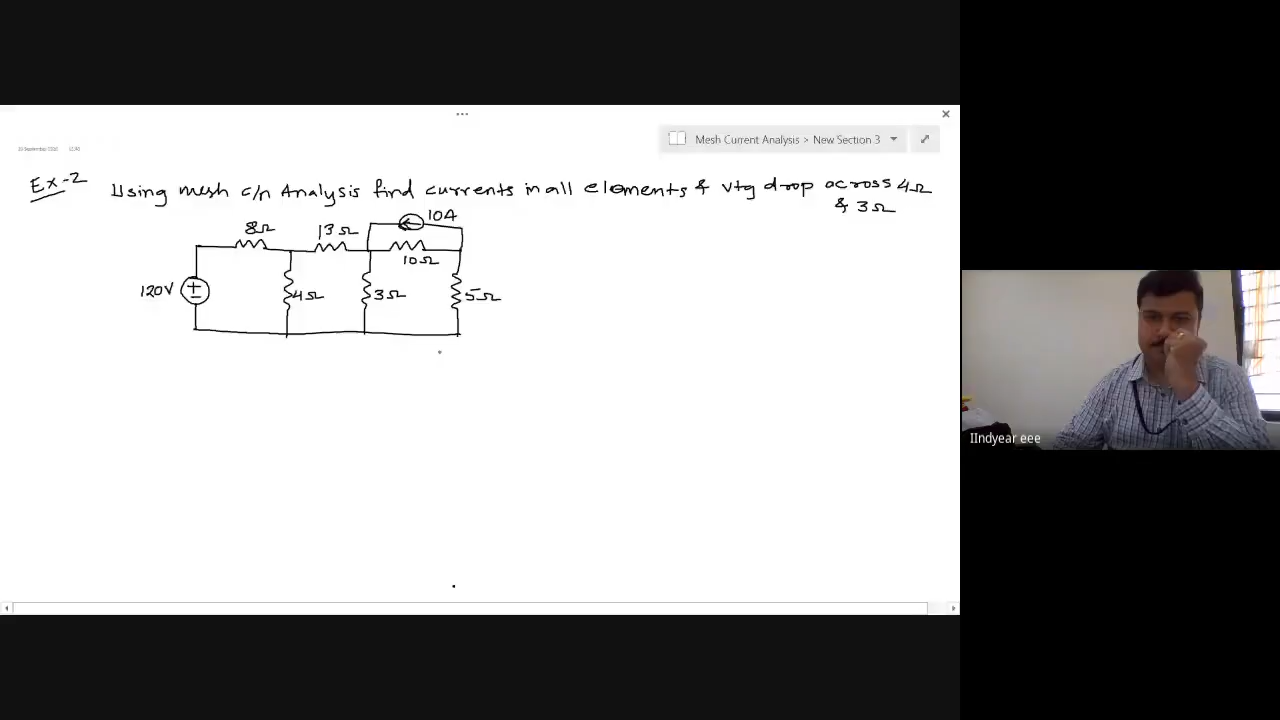 Mesh Current Analysis > New Section 3
Ex-2 Using mesh c/n Analysis find currents in all elements & vtg drop across 4Ω
& 3Ω
10A
8Ω 13Ω
10Ω
120V 4Ω 3Ω 5Ω
IIndyear eee